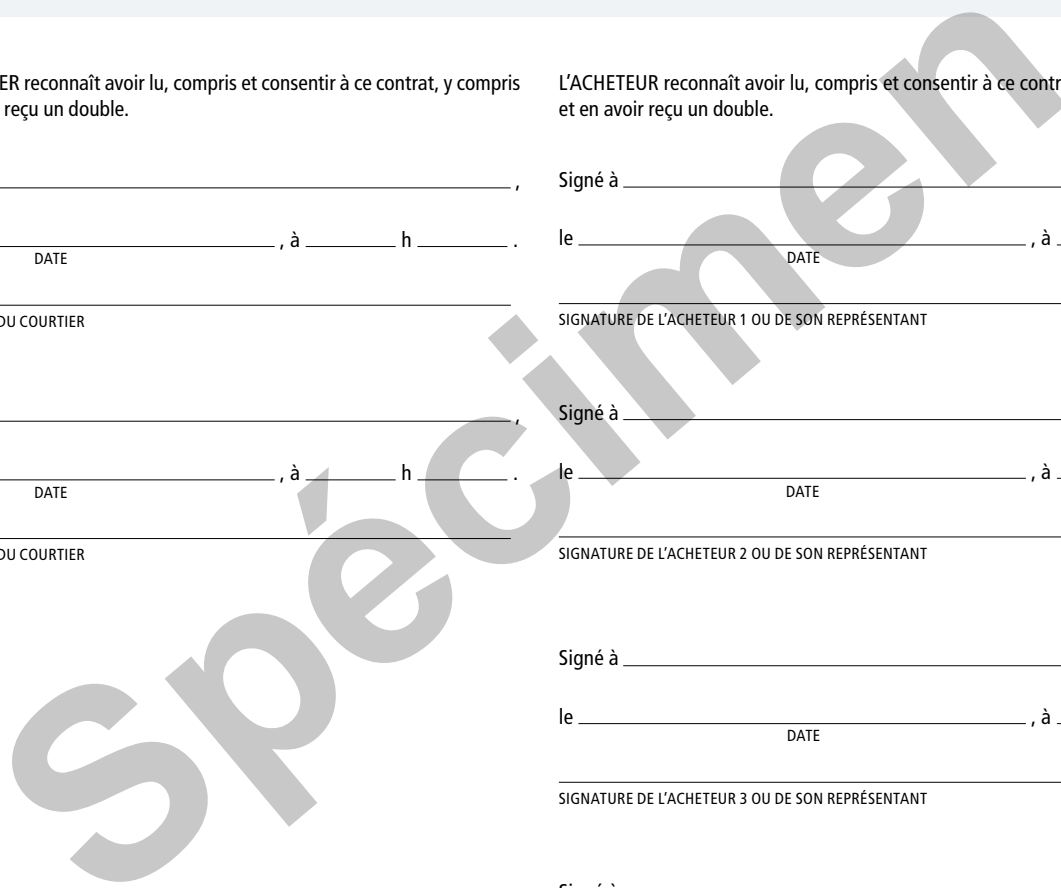 ER reconnaît avoir lu, compris et consentir à ce contrat, y compris
reçu un double.
,
, à h .
DATE
DU COURTIER
,
, à h .
DATE
DU COURTIER
L'ACHETEUR reconnaît avoir lu, compris et consentir à ce contr
et en avoir reçu un double.
Signé à
le , à
DATE
SIGNATURE DE L'ACHETEUR 1 OU DE SON REPRÉSENTANT
Signé à
le , à
DATE
SIGNATURE DE L'ACHETEUR 2 OU DE SON REPRÉSENTANT
Signé à
le , à
DATE
SIGNATURE DE L'ACHETEUR 3 OU DE SON REPRÉSENTANT
Signé à
Spécimen